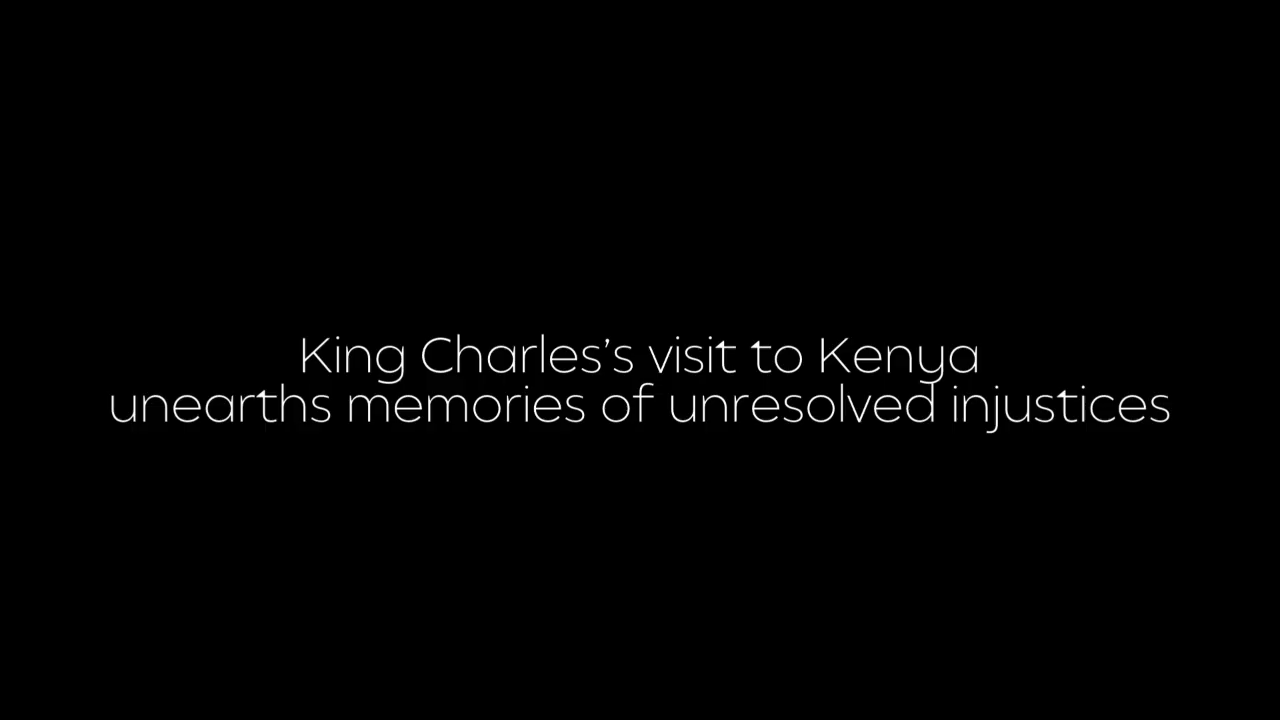 King Charles’s visit to Kenya
unearths memories of unresolved injustices